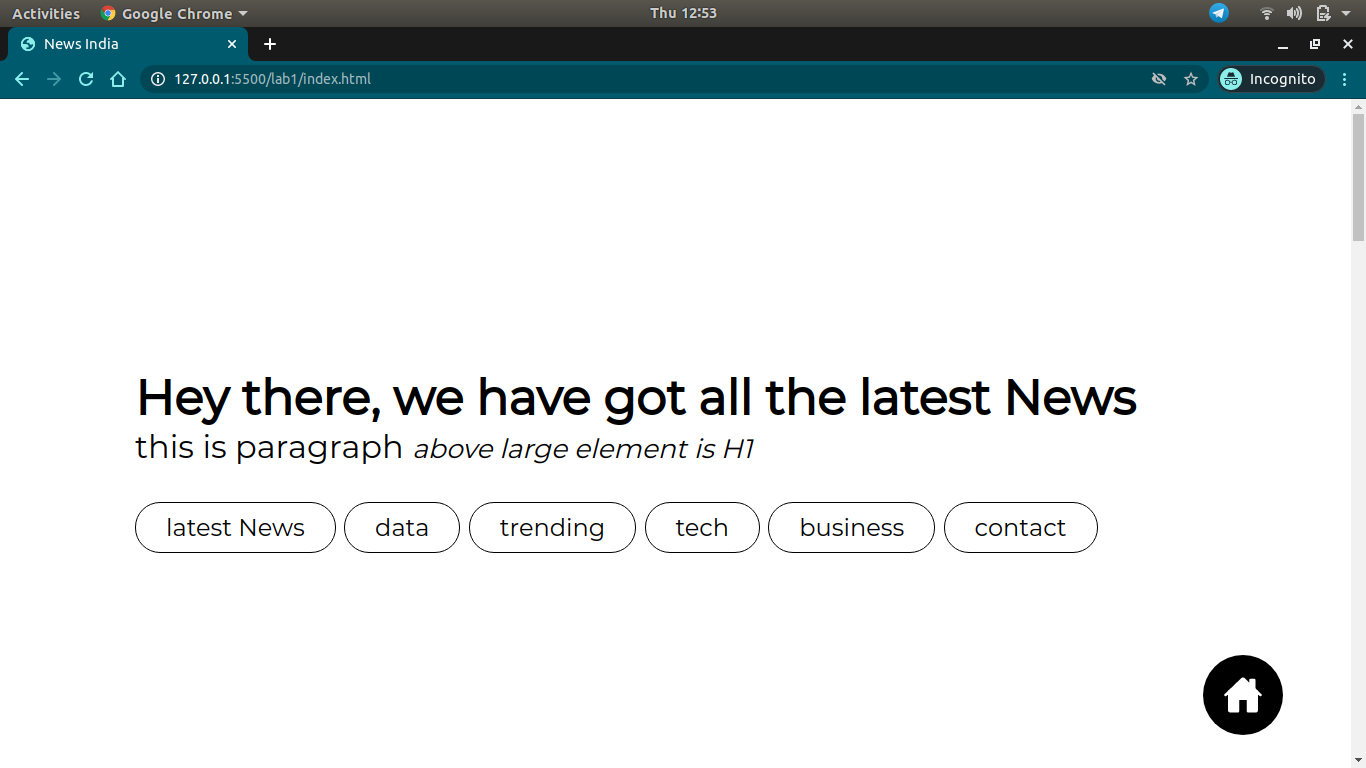 Activities Google Chrome Thu 12:53
News India
127.0.0.1:5500/lab1/index.html Incognito
Hey there, we have got all the latest News
this is paragraph above large element is H1
latest News data trending tech business contact